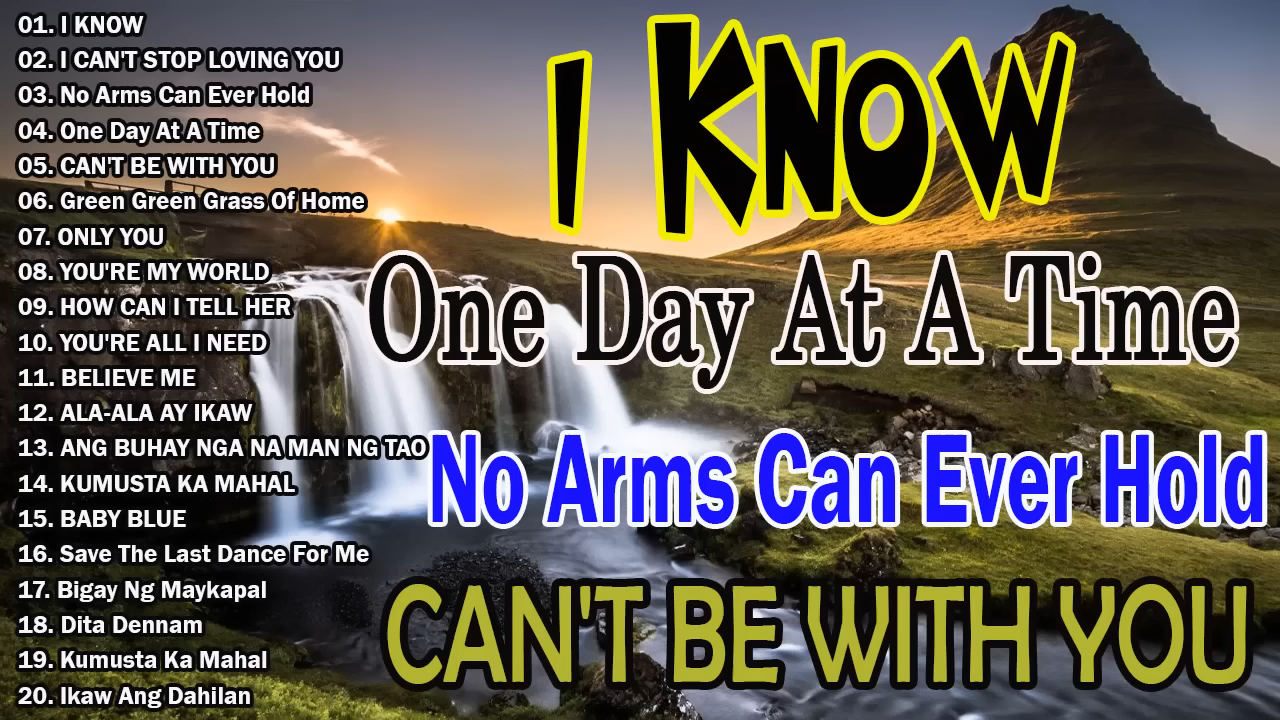 01. I KNOW
02. I CAN'T STOP LOVING YOU
03. No Arms Can Ever Hold
04. One Day At A Time
05. CAN'T BE WITH YOU
06. Green Green Grass Of Home
07. ONLY YOU
08. YOU'RE MY WORLD
09. HOW CAN I TELL HER
10. YOU'RE ALL I NEED
11. BELIEVE ME
12. ALA-ALA AY IKAW
13. ANG BUHAY NGA NA MAN NG TAO
14. KUMUSTA KA MAHAL
15. BABY BLUE
16. Save The Last Dance For Me
17. Bigay Ng Maykapal
18. Dita Dennam
19. Kumusta Ka Mahal
20. Ikaw Ang Dahilan
I KNOW
One Day At A Time
No Arms Can Ever Hold
CAN'T BE WITH YOU